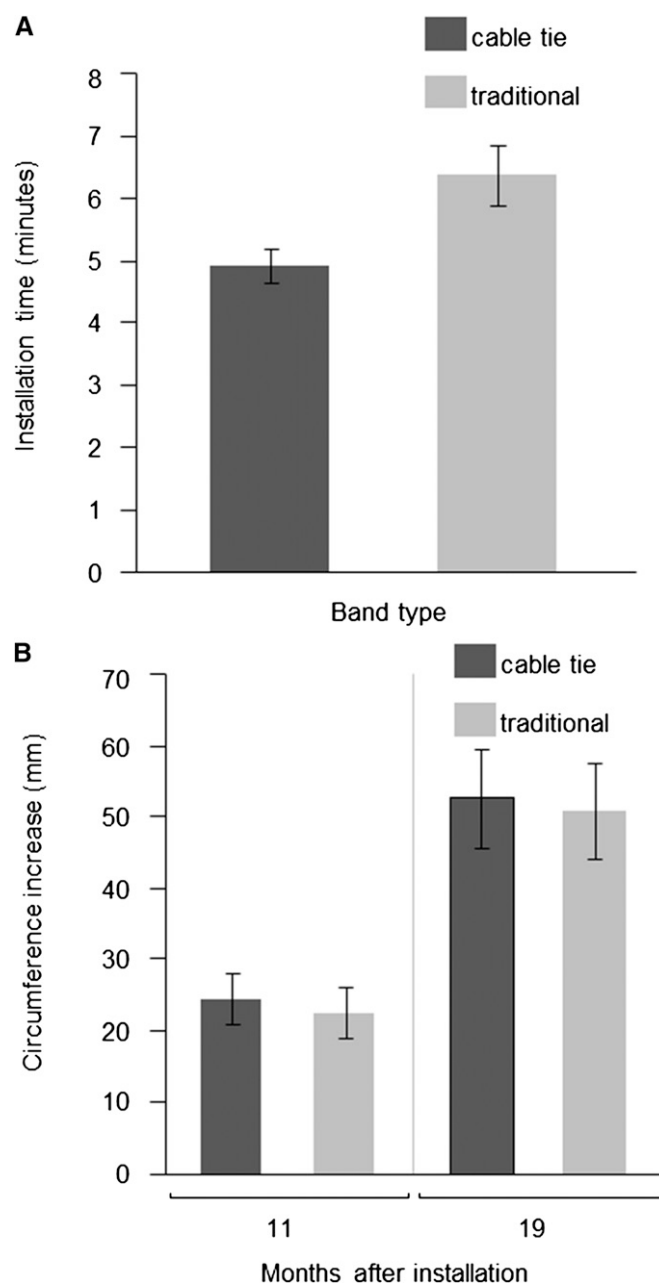 A
cable tie
traditional
8
7
6
5
4
3
2
1
0
Installation time (minutes)
Band type
B
cable tie
traditional
70
60
50
40
30
20
10
0
Circumference increase (mm)
11
19
Months after installation